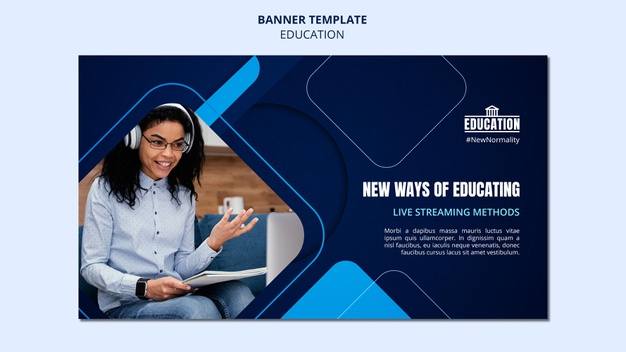 BANNER TEMPLATE
EDUCATION
EDUCATION
#NewNormality
NEW WAYS OF EDUCATING
LIVE STREAMING METHODS
Morbi a dapibus massa mauris luctus vitae
ipsum quis ullamcorper. In dignissim quam a
nisl faucibus, eu iaculis neque venenatis, donec
faucibus cursus lacus sit amet vestibulum.